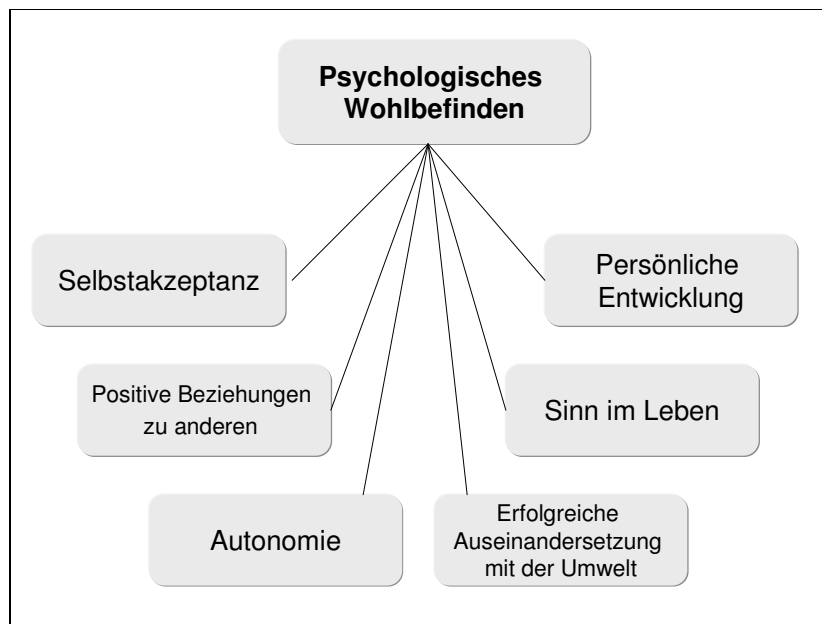 Psychologisches
Wohlbefinden
Selbstakzeptanz
Persönliche
Entwicklung
Positive Beziehungen
zu anderen
Sinn im Leben
Autonomie
Erfolgreiche
Auseinandersetzung
mit der Umwelt